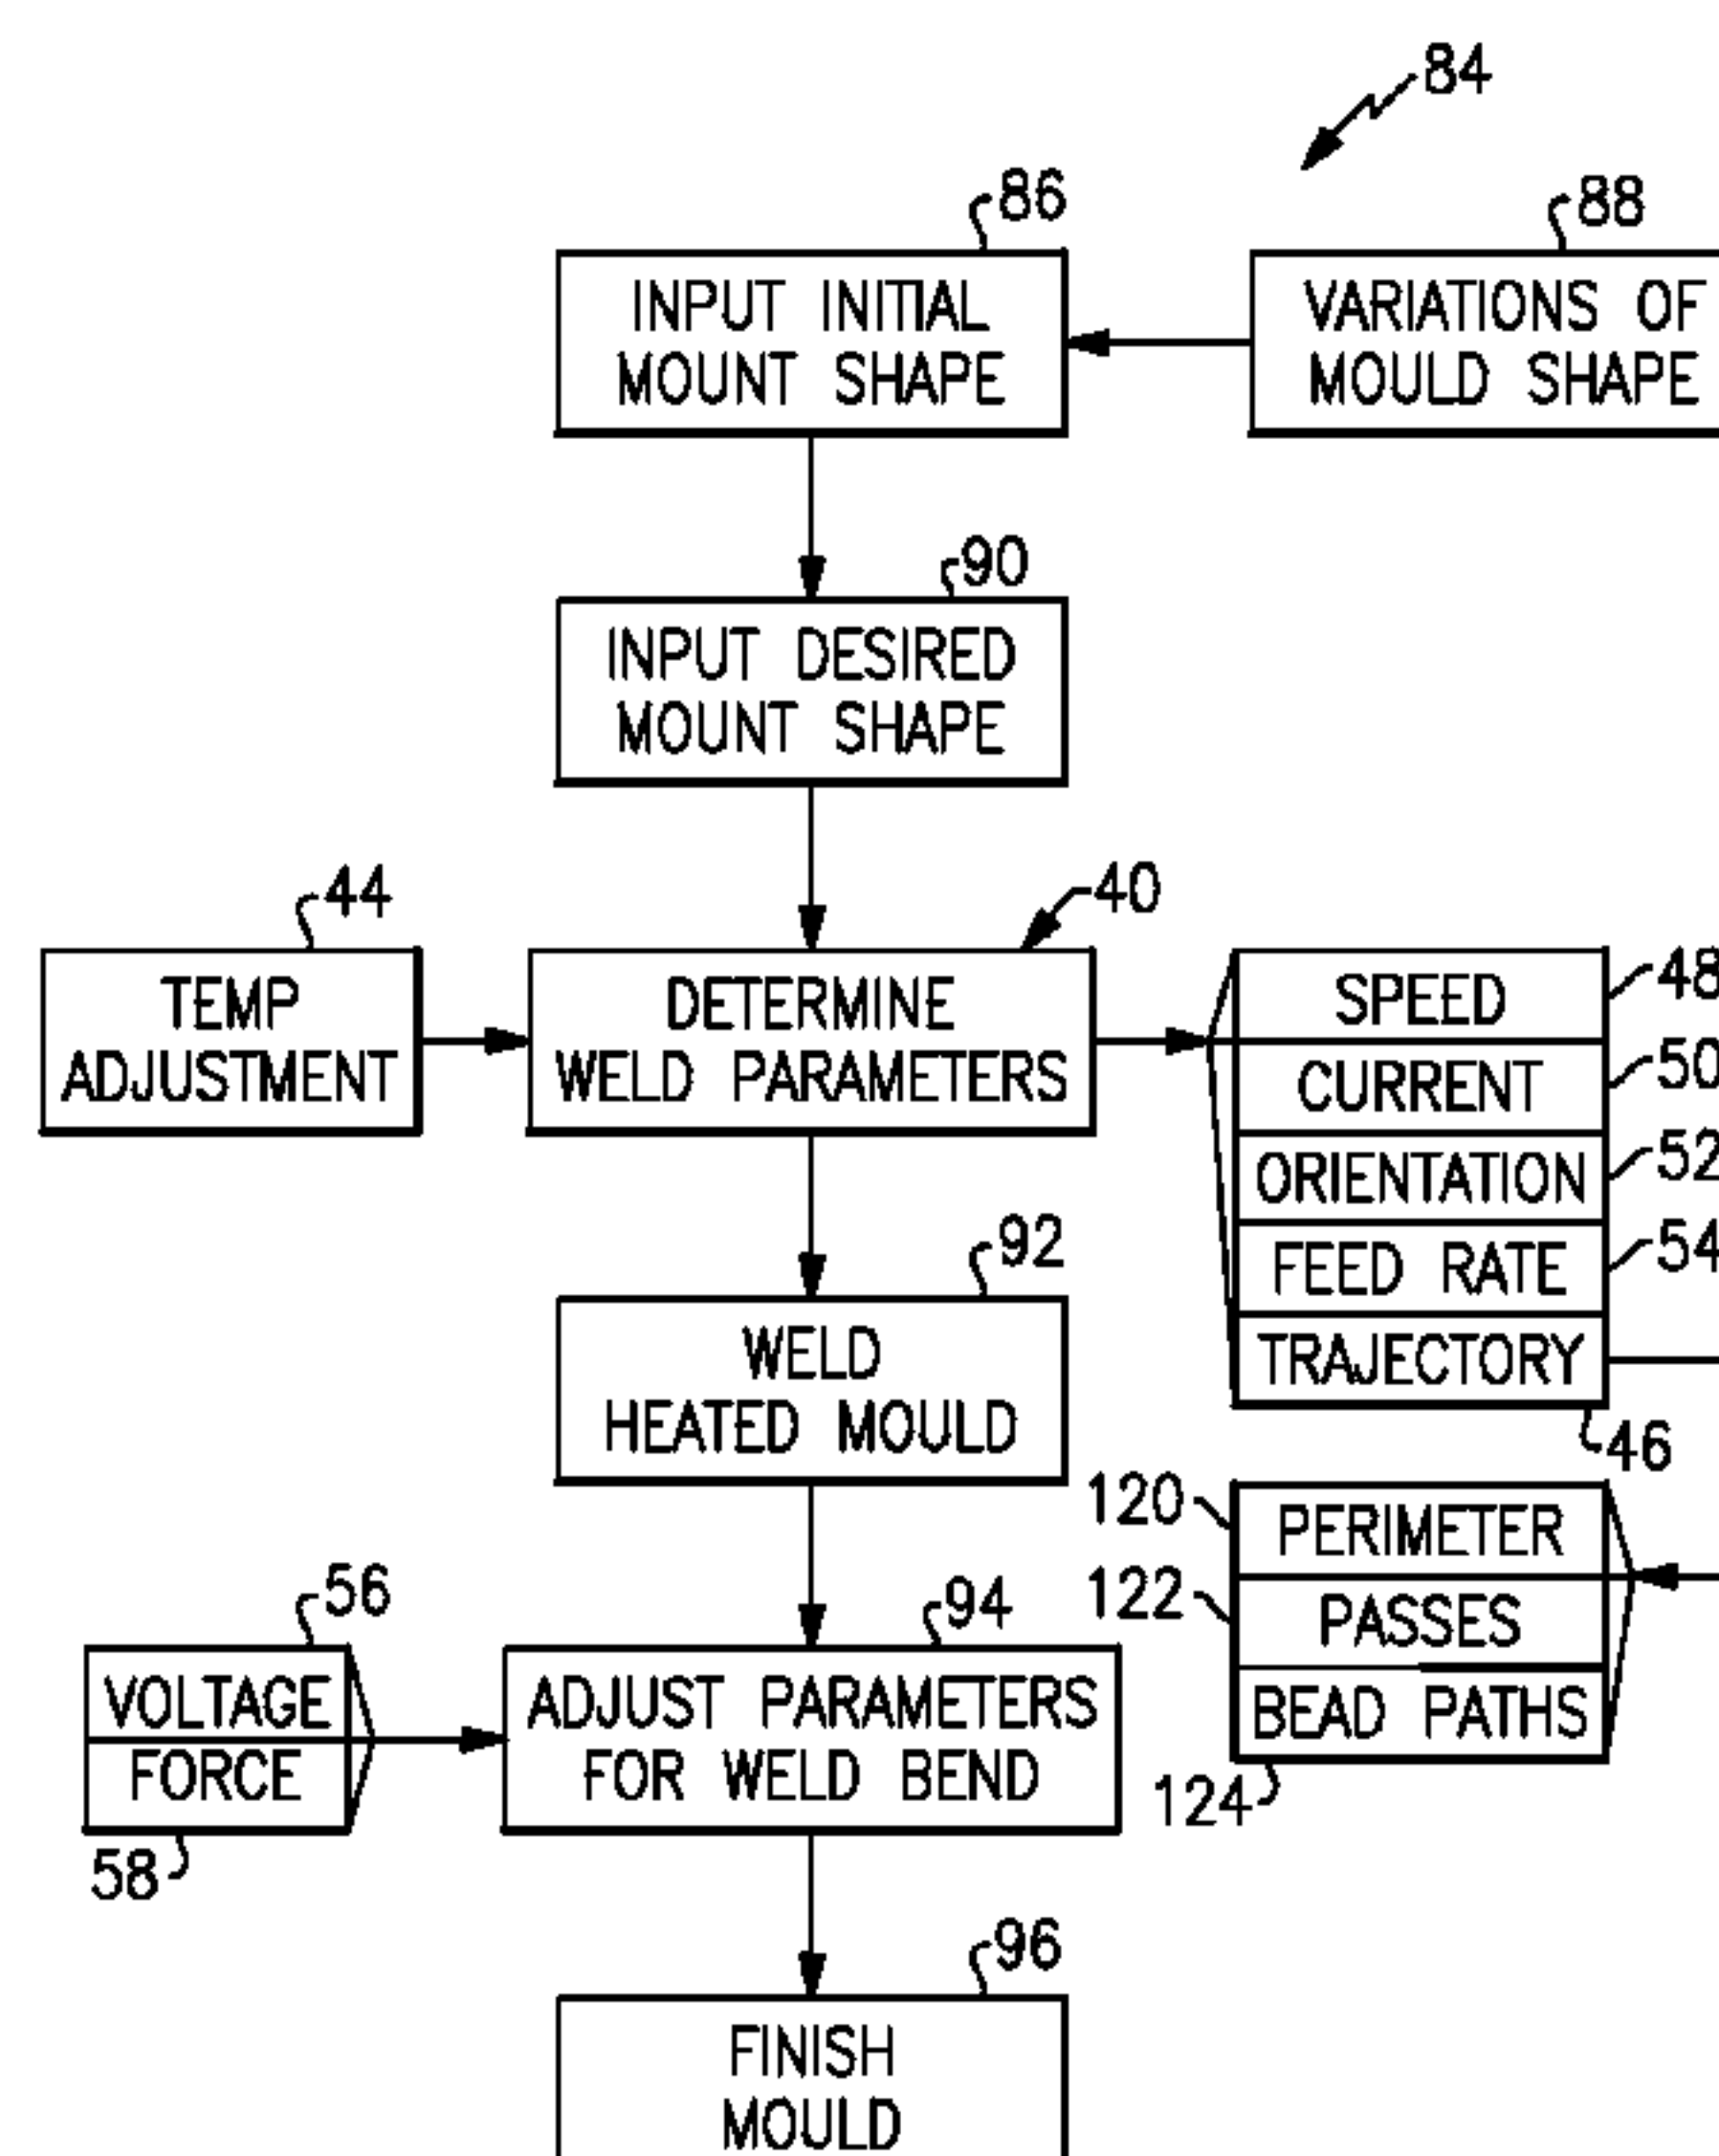 84
86
88
INPUT INITIAL
MOUNT SHAPE
VARIATIONS OF
MOULD SHAPE
90
INPUT DESIRED
MOUNT SHAPE
44
40
TEMP
ADJUSTMENT
DETERMINE
WELD PARAMETERS
SPEED
48
CURRENT
50
ORIENTATION
52
FEED RATE
54
TRAJECTORY
46
92
WELD
HEATED MOULD
120
PERIMETER
122
PASSES
BEAD PATHS
124
56
VOLTAGE
FORCE
58
94
ADJUST PARAMETERS
FOR WELD BEND
96
FINISH
MOULD